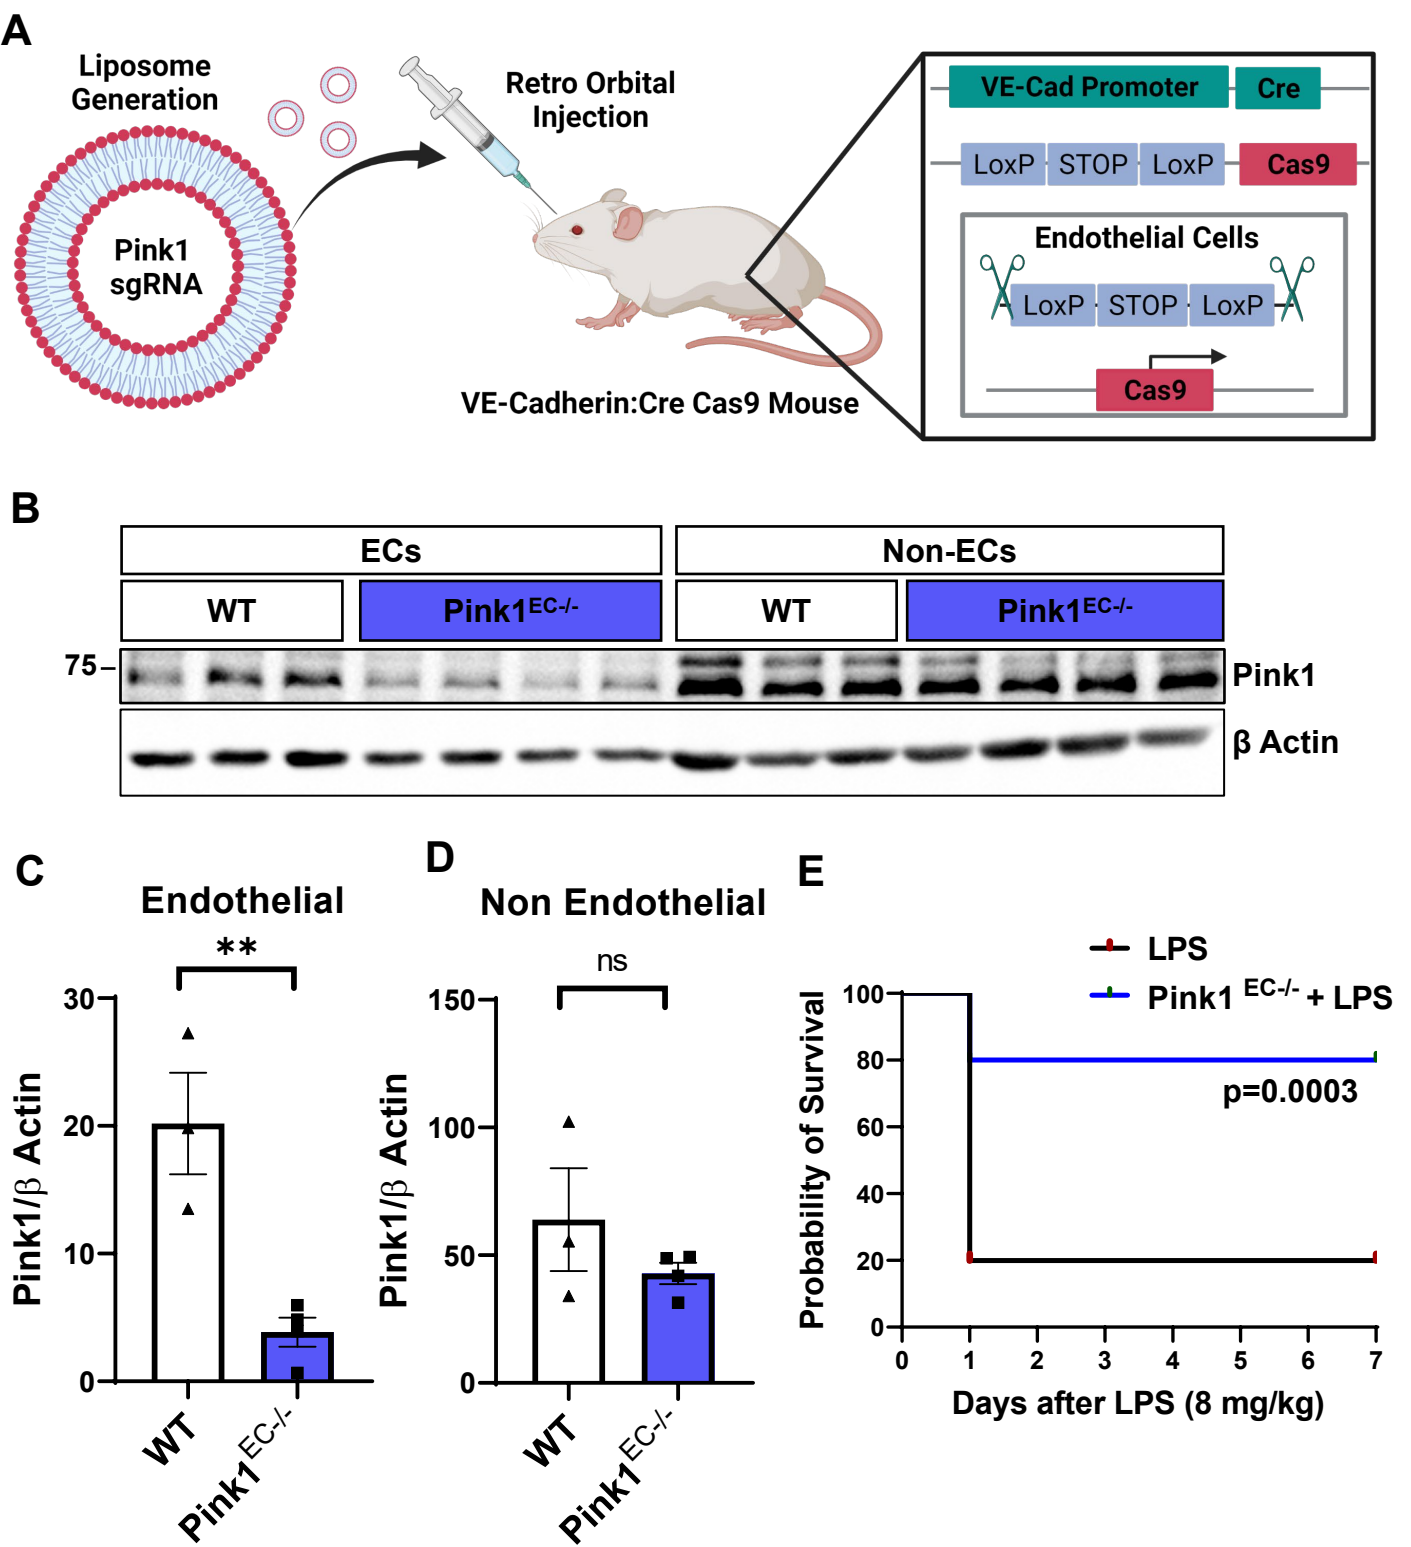 A
Liposome
Generation
Pink1
sgRNA
Retro Orbital
Injection
VE-Cadherin:Cre Cas9 Mouse
VE-Cad Promoter Cre
LoxP STOP LoxP Cas9
Endothelial Cells
LoxP STOP LoxP
Cas9
B
ECs Non-ECs
WT Pink1EC-/- WT Pink1EC-/-
75
Pink1
β Actin
C
Endothelial
**
30
20
10
0
Pink1/β Actin
WT
Pink1EC-/-
D
Non Endothelial
ns
150
100
50
0
Pink1/β Actin
WT
Pink1EC-/-
E
LPS
Pink1 EC-/- + LPS
100
80
60
40
20
0
Probability of Survival
p=0.0003
0 1 2 3 4 5 6 7
Days after LPS (8 mg/kg)